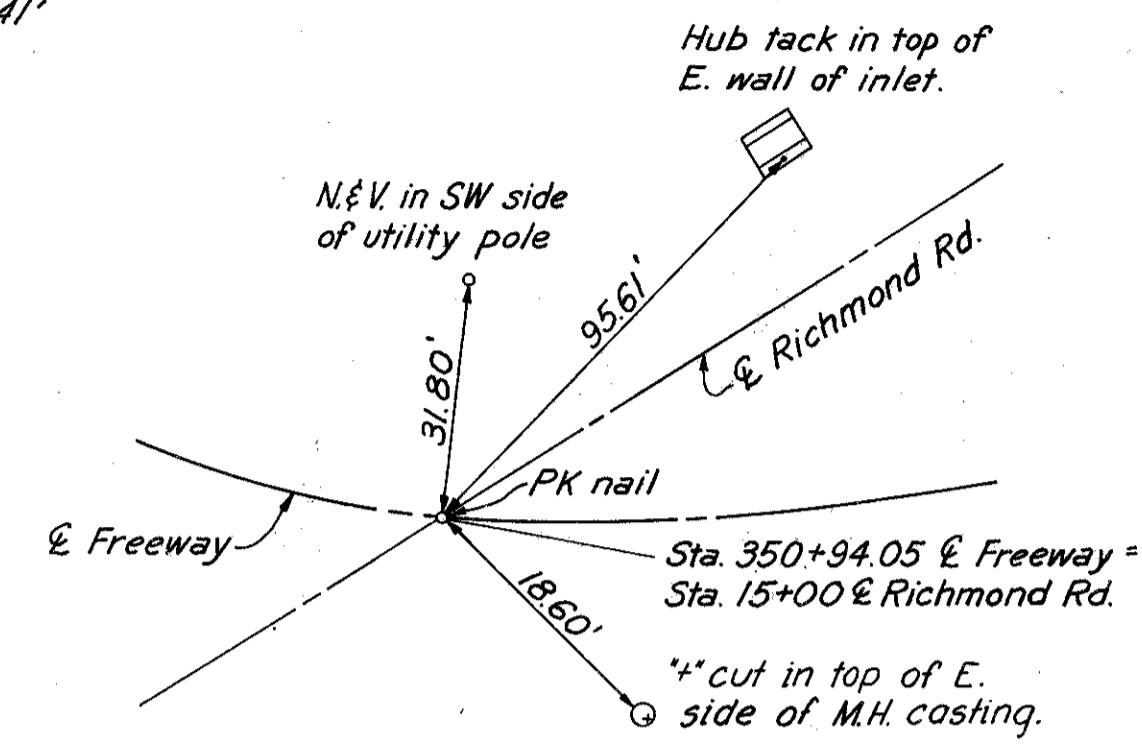 41'
Hub tack in top of
E. wall of inlet.
N.&V. in SW side
of utility pole
95.61'
℄ Richmond Rd.
31.80'
PK nail
℄ Freeway
Sta. 350+94.05 ℄ Freeway =
Sta. 15+00 ℄ Richmond Rd.
18.60'
"+" cut in top of E.
side of M.H. casting.